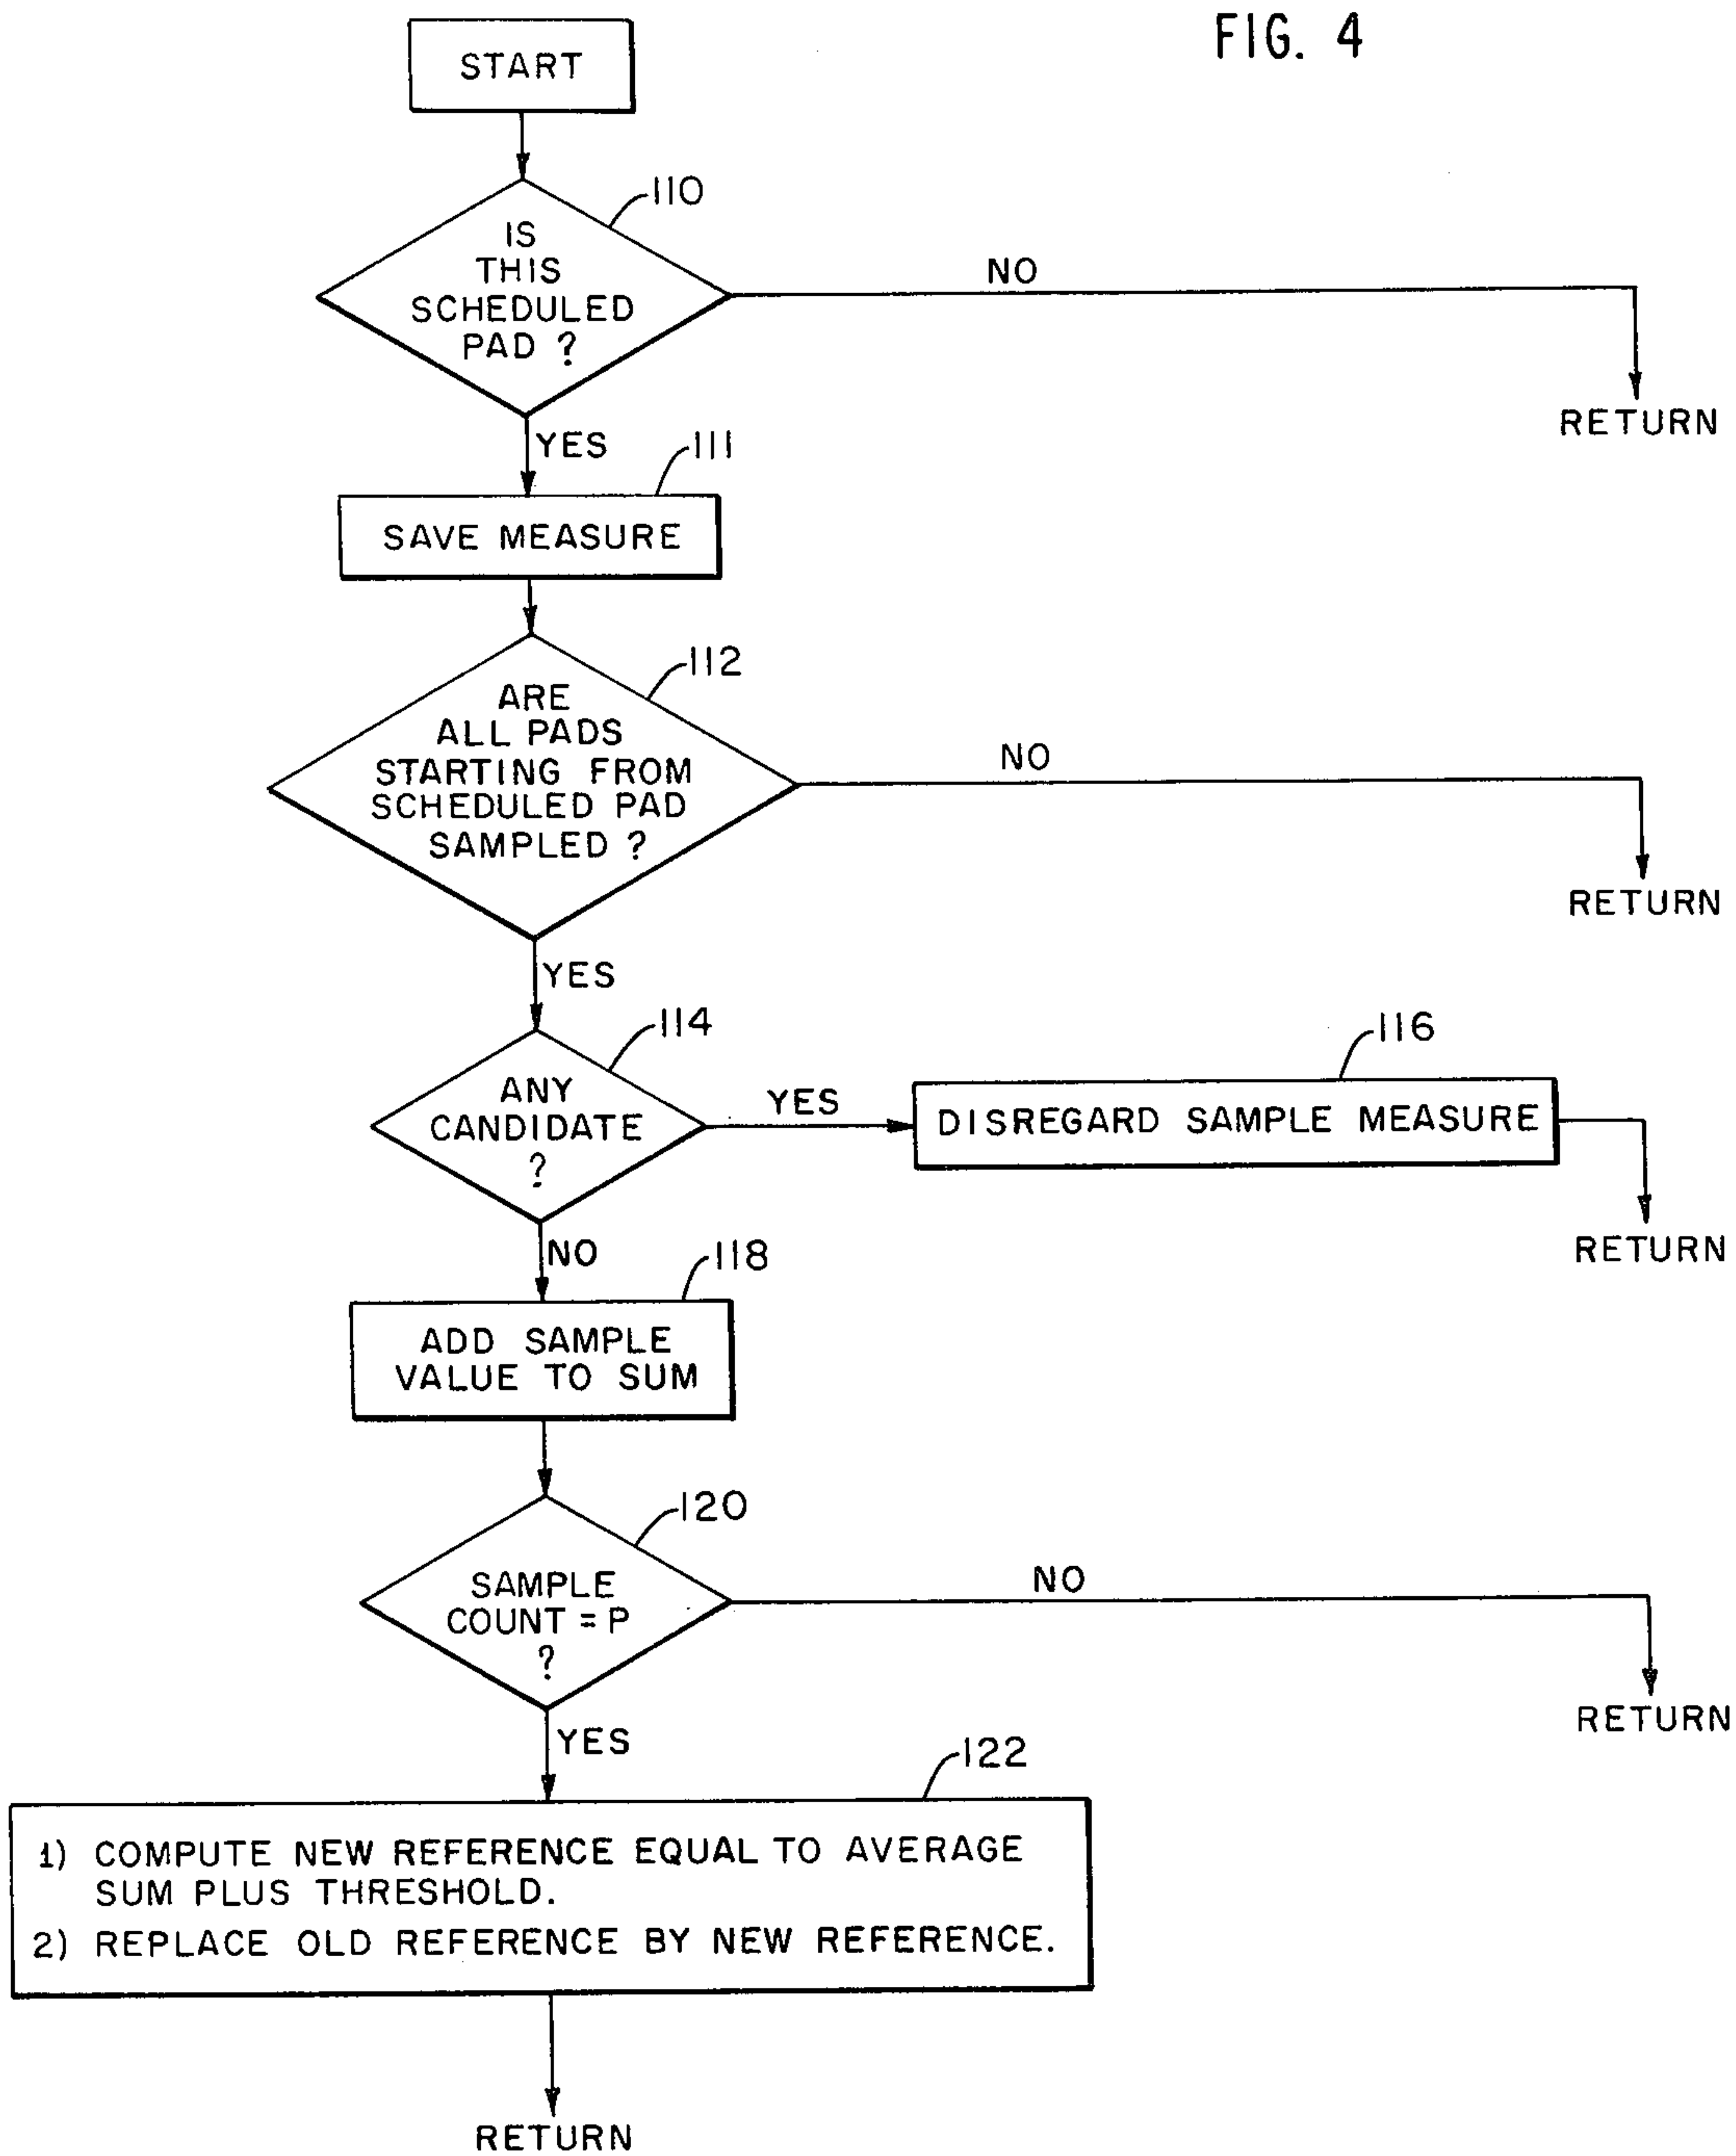 FIG. 4
START
110
IS
THIS
SCHEDULED
PAD ?
NO
RETURN
YES
111
SAVE MEASURE
112
ARE
ALL PADS
STARTING FROM
SCHEDULED PAD
SAMPLED ?
NO
RETURN
YES
114
ANY
CANDIDATE
?
YES
116
DISREGARD SAMPLE MEASURE
RETURN
NO
118
ADD SAMPLE
VALUE TO SUM
120
SAMPLE
COUNT = P
?
NO
RETURN
YES
122
1) COMPUTE NEW REFERENCE EQUAL TO AVERAGE
SUM PLUS THRESHOLD.
2) REPLACE OLD REFERENCE BY NEW REFERENCE.
RETURN